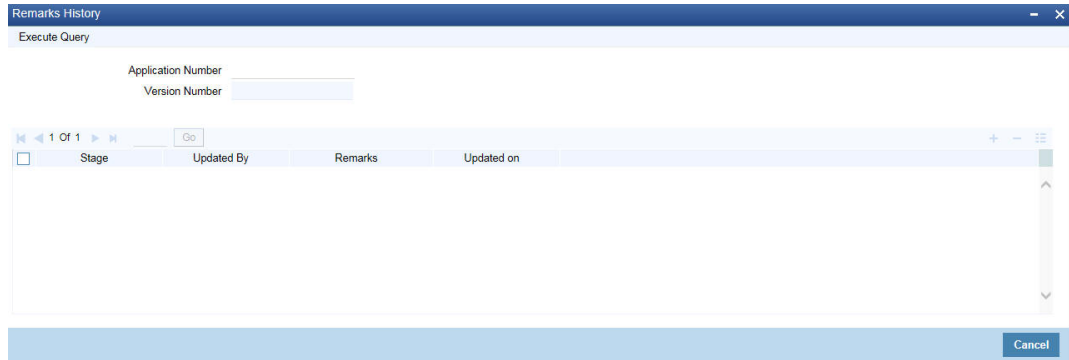 Remarks History
Execute Query
Application Number
Version Number
1 Of 1 Go
Stage Updated By Remarks Updated on
Cancel